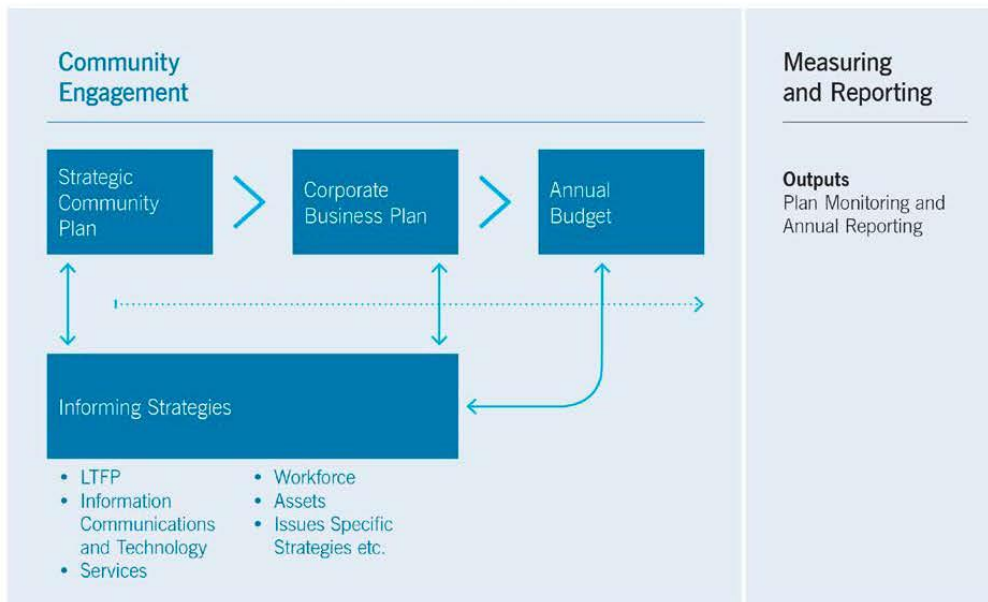 Community
Engagement
Measuring
and Reporting
Strategic
Community
Plan
Corporate
Business Plan
Annual
Budget
Outputs
Plan Monitoring and
Annual Reporting
Informing Strategies
• LTFP
• Information
Communications
and Technology
• Services
• Workforce
• Assets
• Issues Specific
Strategies etc.